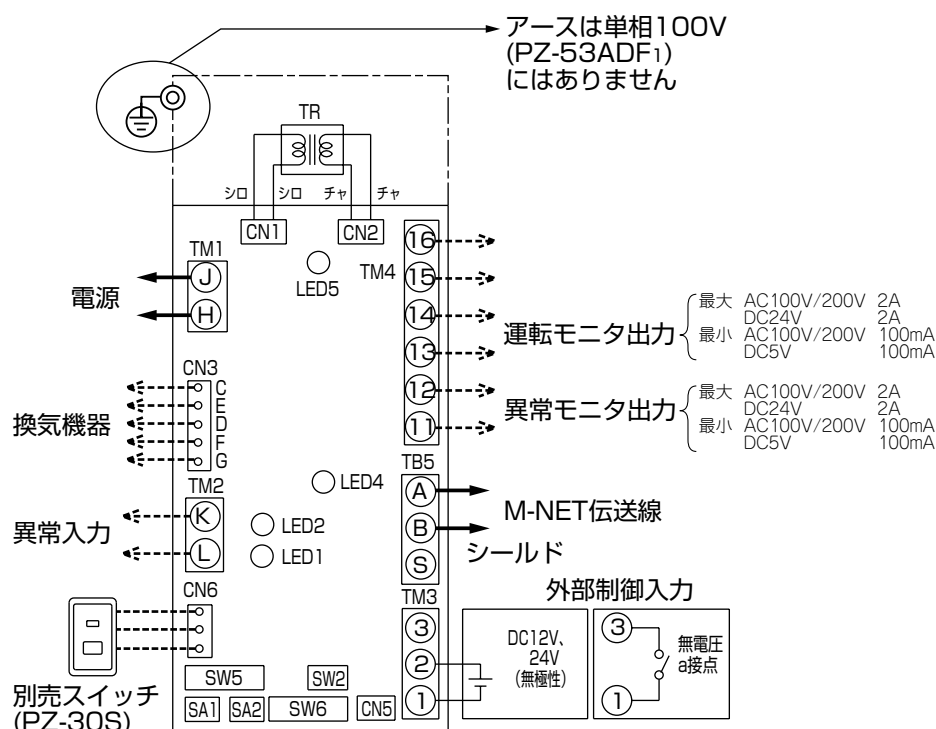 アースは単相100V
(PZ-53ADF₁)
にはありません
TR
シロ シロ チャ チャ
CN1 CN2
TM1
J
H
電源
LED5
TM4
16
15
14
13
12
11
運転モニタ出力
最大 AC100V/200V 2A
DC24V 2A
最小 AC100V/200V 100mA
DC5V 100mA
異常モニタ出力
最大 AC100V/200V 2A
DC24V 2A
最小 AC100V/200V 100mA
DC5V 100mA
CN3
C
E
D
F
G
換気機器
TM2
K
L
異常入力
LED4
LED2
LED1
TB5
A
B
S
M-NET伝送線
シールド
CN6
別売スイッチ
(PZ-30S)
TM3
3
2
1
外部制御入力
DC12V、
24V
(無極性)
3
1
無電圧
a接点
SW5 SW2
SA1 SA2 SW6 CN5